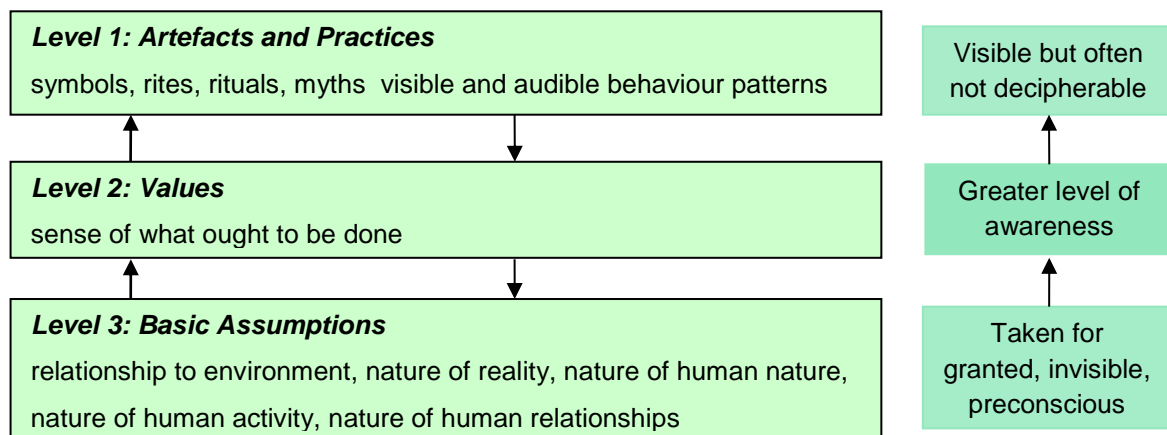 Level 1: Artefacts and Practices
symbols, rites, rituals, myths visible and audible behaviour patterns
Visible but often
not decipherable
Level 2: Values
sense of what ought to be done
Greater level of
awareness
Level 3: Basic Assumptions
relationship to environment, nature of reality, nature of human nature,
nature of human activity, nature of human relationships
Taken for
granted, invisible,
preconscious